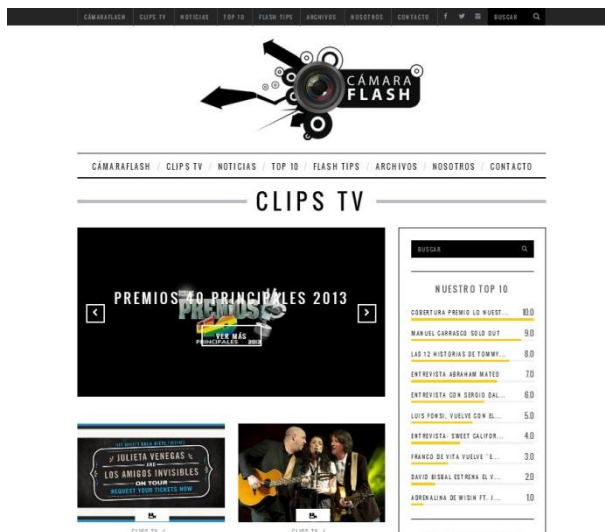 CÁMARAFLASH CLIPS TV NOTICIAS TOP 10 FLASH TIPS ARCHIVOS NOSOTROS CONTACTO f BUSCAR
CÁMARA
FLASH
CÁMARAFLASH / CLIPS TV / NOTICIAS / TOP 10 / FLASH TIPS / ARCHIVOS / NOSOTROS / CONTACTO
CLIPS TV
PREMIOS 40 PRINCIPALES 2013
PREMIOS
VER MÁS
PRINCIPALES 2013
JULIETA VENEGAS
AND
LOS AMIGOS INVISIBLES
ON TOUR
REQUEST YOUR TICKETS NOW
CLIPS TV /
CLIPS TV /
BUSCAR
NUESTRO TOP 10
COBERTURA PREMIO LO NUEST... 10.0
MANUEL CARRASCO SOLD OUT 9.0
LAS 12 HISTORIAS DE TOMMY... 8.0
ENTREVISTA ABRAHAM MATEO 7.0
ENTREVISTA CON SERGIO DAL... 6.0
LUIS FONSI, VUELVE CON EL... 5.0
ENTREVISTA: SWEET CALIFOR... 4.0
FRANCO DE VITA VUELVE "E... 3.0
DAVID BISBAL ESTRENA EL V... 2.0
ADRENALINA DE WISIN FT. J... 1.0